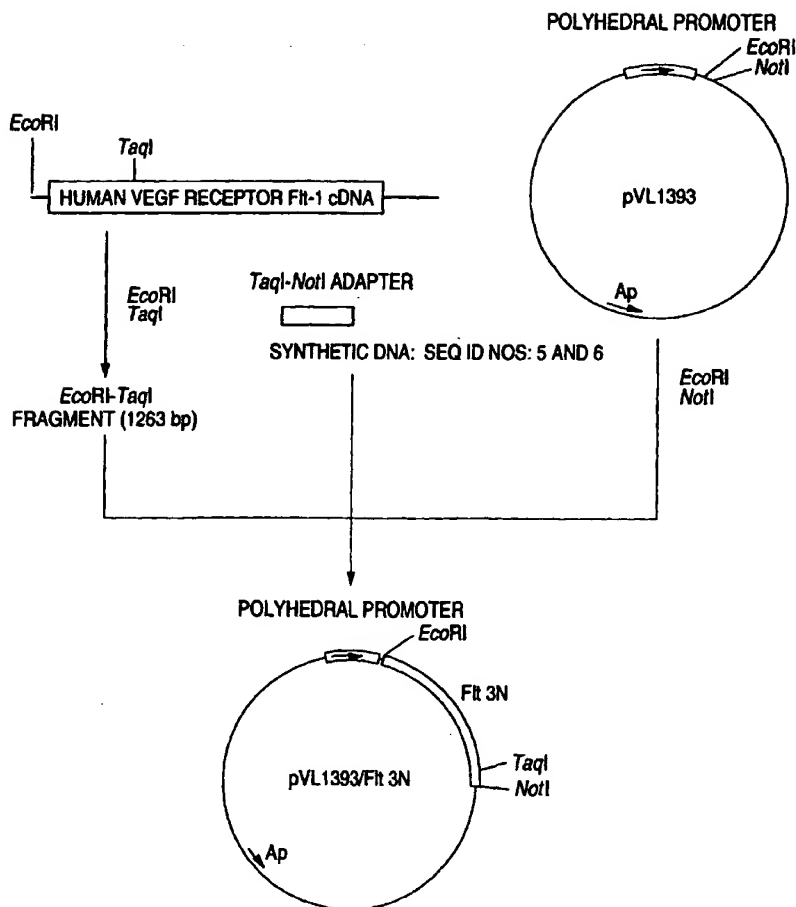 POLYHEDRAL PROMOTER
EcoRI
NotI
EcoRI
TaqI
HUMAN VEGF RECEPTOR Flt-1 cDNA
pVL1393
EcoRI
TaqI
TaqI-NotI ADAPTER
Ap
SYNTHETIC DNA: SEQ ID NOS: 5 AND 6
EcoRI
NotI
EcoRI-TaqI
FRAGMENT (1263 bp)
POLYHEDRAL PROMOTER
EcoRI
Flt 3N
TaqI
NotI
pVL1393/Flt 3N
Ap